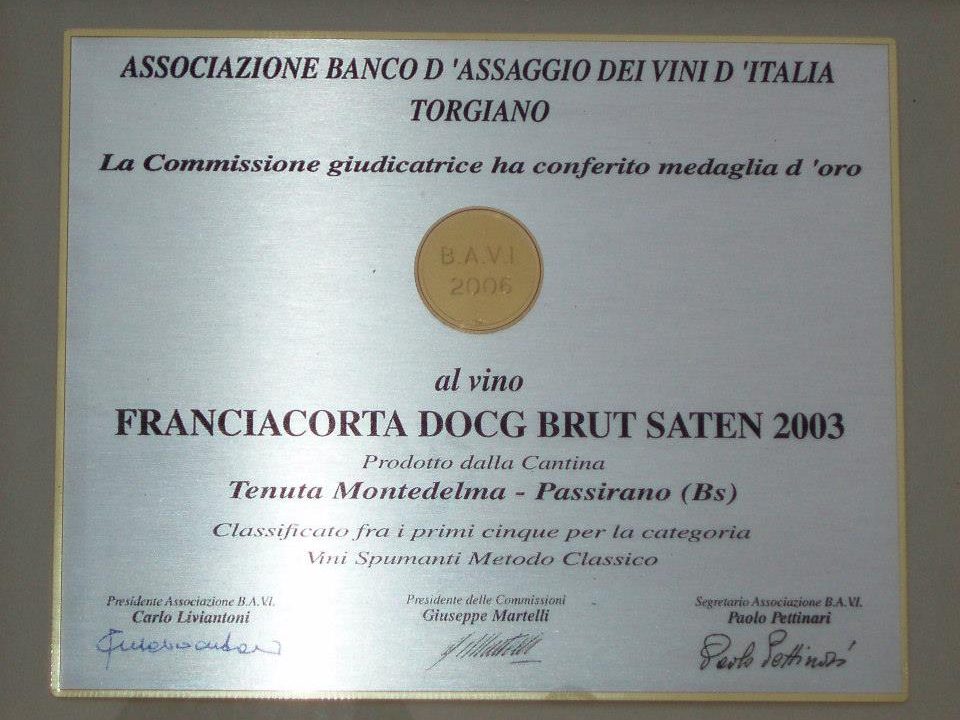 ASSOCIAZIONE BANCO D 'ASSAGGIO DEI VINI D 'ITALIA
TORGIANO
La Commissione giudicatrice ha conferito medaglia d 'oro
B.A.V.I.
2006
al vino
FRANCIACORTA DOCG BRUT SATEN 2003
Prodotto dalla Cantina
Tenuta Montedelma - Passirano (Bs)
Classificato fra i primi cinque per la categoria
Vini Spumanti Metodo Classico
Presidente Associazione B.A.V.I.
Carlo Liviantoni
Presidente delle Commissioni
Giuseppe Martelli
Segretario Associazione B.A.V.I.
Paolo Pettinari
Paolo Pettinari